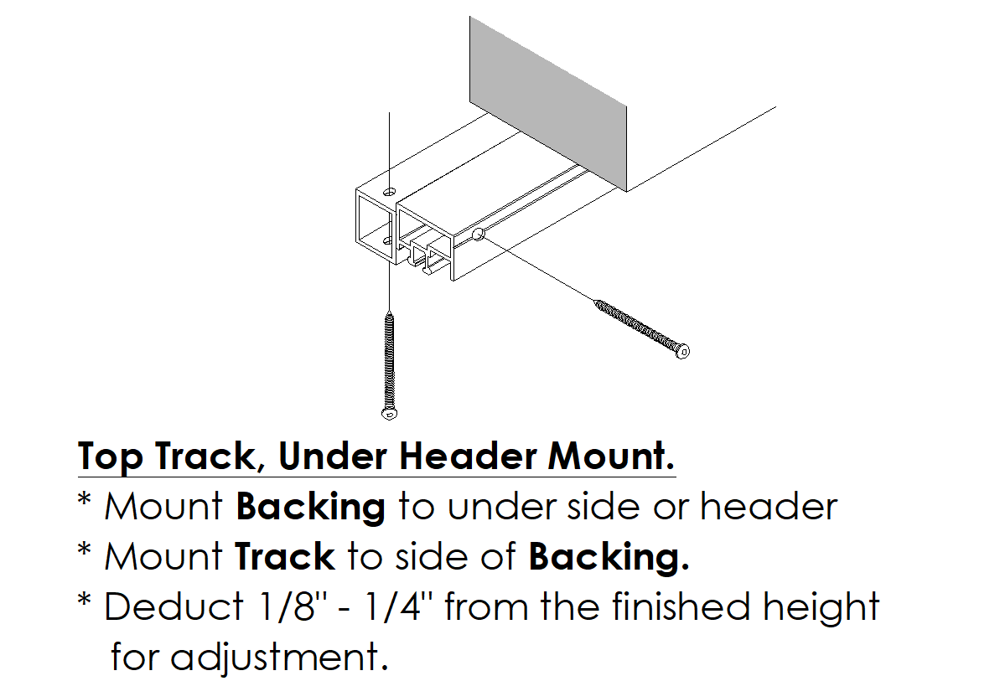 Top Track, Under Header Mount.
* Mount Backing to under side or header
* Mount Track to side of Backing.
* Deduct 1/8" - 1/4" from the finished height
for adjustment.